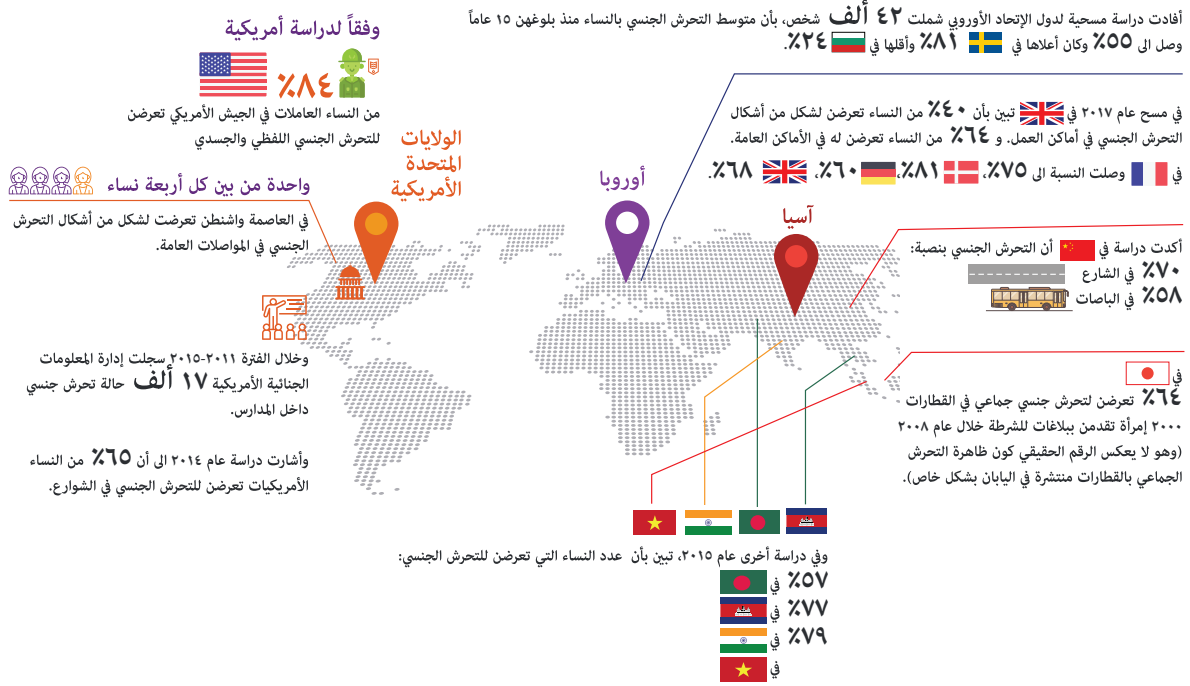 أفادت دراسة مسحية لدول الإتحاد الأوروبي شملت ٤٢ ألف شخص، بأن متوسط التحرش الجنسي بالنساء منذ بلوغهن ١٥ عاماً
وصل الى ٥٥٪ وكان أعلاها في ٨١٪ وأقلها في ٢٤٪.
في مسح عام ٢٠١٧ في تبين بأن ٤٠٪ من النساء تعرضن لشكل من أشكال
التحرش الجنسي في أماكن العمل. و ٦٤٪ من النساء تعرضن له في الأماكن العامة.
في وصلت النسبة الى ٧٥٪، ٨١٪، ٦٠٪، ٦٨٪.
وفقاً لدراسة أمريكية
٨٤٪
من النساء العاملات في الجيش الأمريكي تعرضن
للتحرش الجنسي اللفظي والجسدي
الولايات
المتحدة
الأمريكية
واحدة من بين كل أربعة نساء
في العاصمة واشنطن تعرضت لشكل من أشكال التحرش
الجنسي في المواصلات العامة.
وخلال الفترة ٢٠١١-٢٠١٥ سجلت إدارة المعلومات
الجنائية الأمريكية ١٧ ألف حالة تحرش جنسي
داخل المدارس.
وأشارت دراسة عام ٢٠١٤ الى أن ٦٥٪ من النساء
الأمريكيات تعرضن للتحرش الجنسي في الشوارع.
أوروبا
آسيا
أكدت دراسة في أن التحرش الجنسي بنصبة:
٧٠٪ في الشارع
٥٨٪ في الباصات
في
٦٤٪ تعرضن لتحرش جنسي جماعي في القطارات
٢٠٠٠ إمرأة تقدمن ببلاغات للشرطة خلال عام ٢٠٠٨
(وهو لا يعكس الرقم الحقيقي كون ظاهرة التحرش
الجماعي بالقطارات منتشرة في اليابان بشكل خاص).
وفي دراسة أخرى عام ٢٠١٥، تبين بأن عدد النساء التي تعرضن للتحرش الجنسي:
٥٧٪ في
٧٧٪ في
٧٩٪ في
في